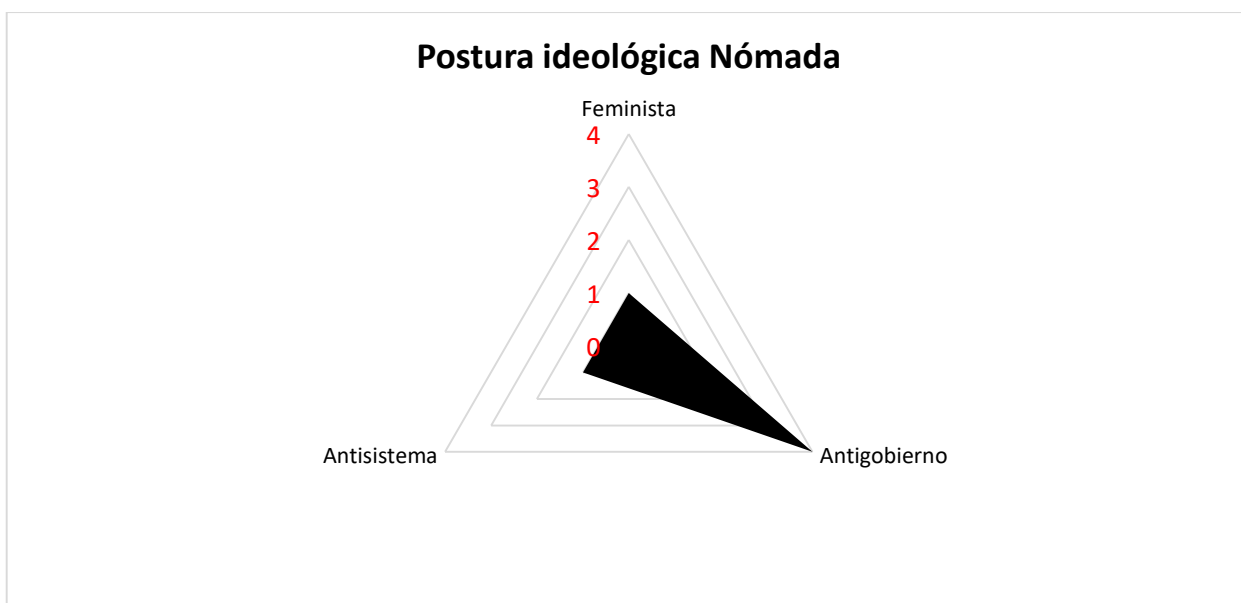 Postura ideológica Nómada
Feminista
4
3
2
1
0
Antisistema
Antigobierno